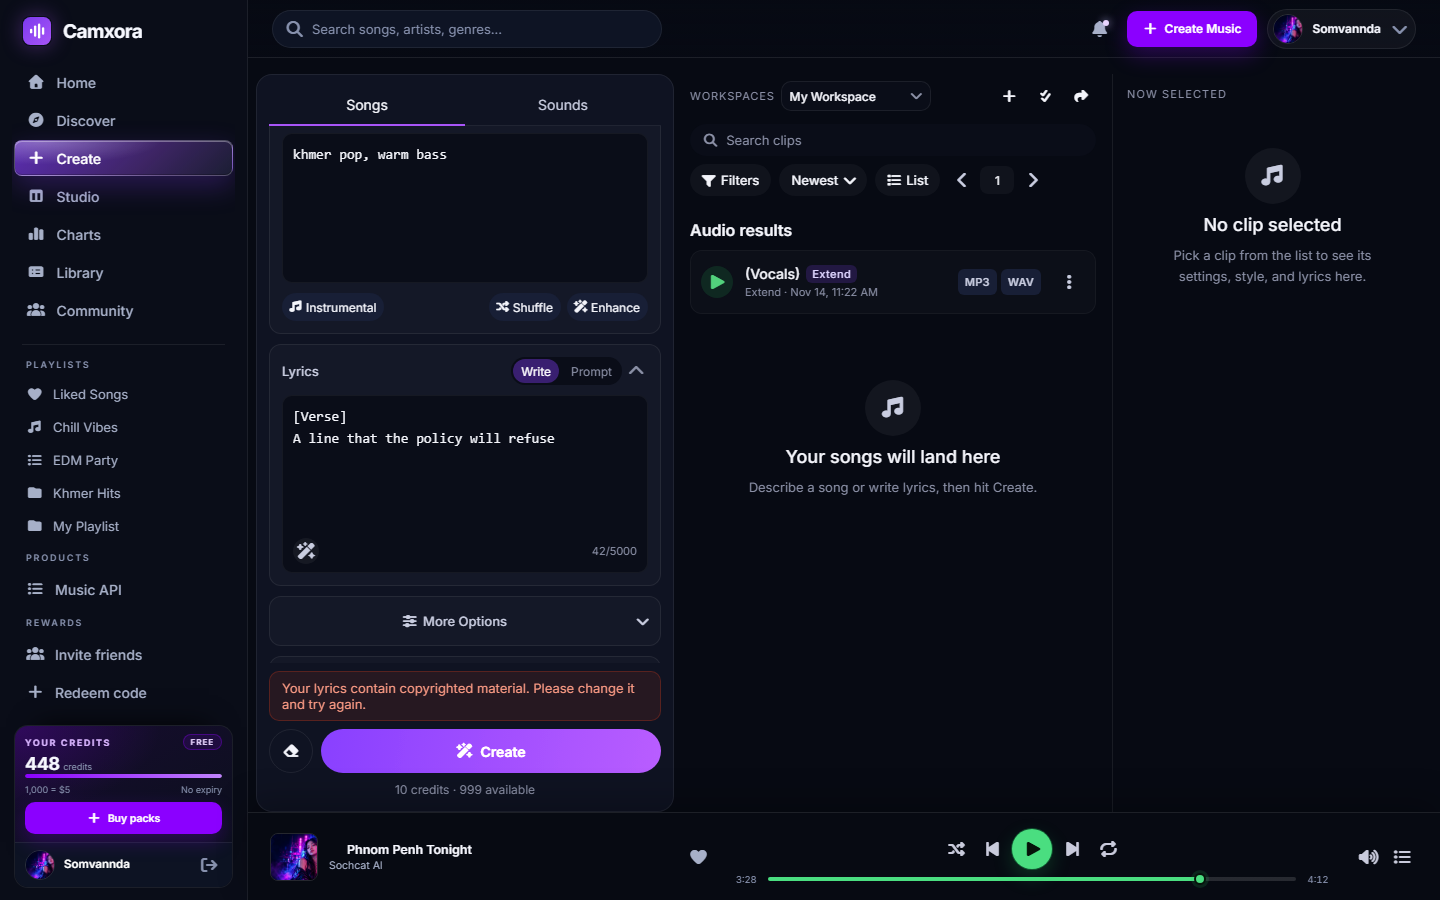 Camxora
Search songs, artists, genres...
Create Music
Somvannda
Home
Discover
Create
Studio
Charts
Library
Community
PLAYLISTS
Liked Songs
Chill Vibes
EDM Party
Khmer Hits
My Playlist
PRODUCTS
Music API
REWARDS
Invite friends
Redeem code
YOUR CREDITS FREE
448 credits
1,000 = $5 No expiry
Buy packs
Somvannda
Songs Sounds
khmer pop, warm bass
Instrumental Shuffle Enhance
Lyrics Write Prompt
[Verse]
A line that the policy will refuse
42/5000
More Options
Your lyrics contain copyrighted material. Please change it
and try again.
Create
10 credits · 999 available
WORKSPACES My Workspace
Search clips
Filters Newest List 1
Audio results
(Vocals) Extend
Extend · Nov 14, 11:22 AM
MP3 WAV
Your songs will land here
Describe a song or write lyrics, then hit Create.
NOW SELECTED
No clip selected
Pick a clip from the list to see its
settings, style, and lyrics here.
Phnom Penh Tonight
Sochcat AI
3:28 4:12